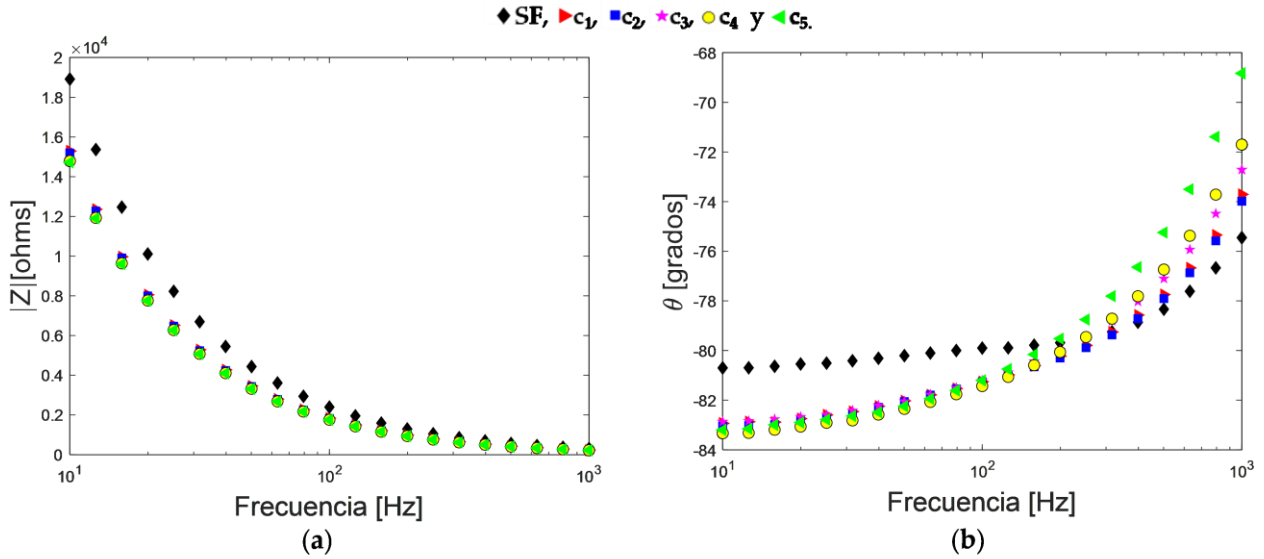 SF, c1, c2, c3, c4 y c5.
×10^4
2
1.8
1.6
1.4
1.2
1
0.8
0.6
0.4
0.2
0
|Z|[ohms]
10^1 10^2 10^3
Frecuencia [Hz]
(a)
-68
-70
-72
-74
-76
-78
-80
-82
-84
θ [grados]
10^1 10^2 10^3
Frecuencia [Hz]
(b)